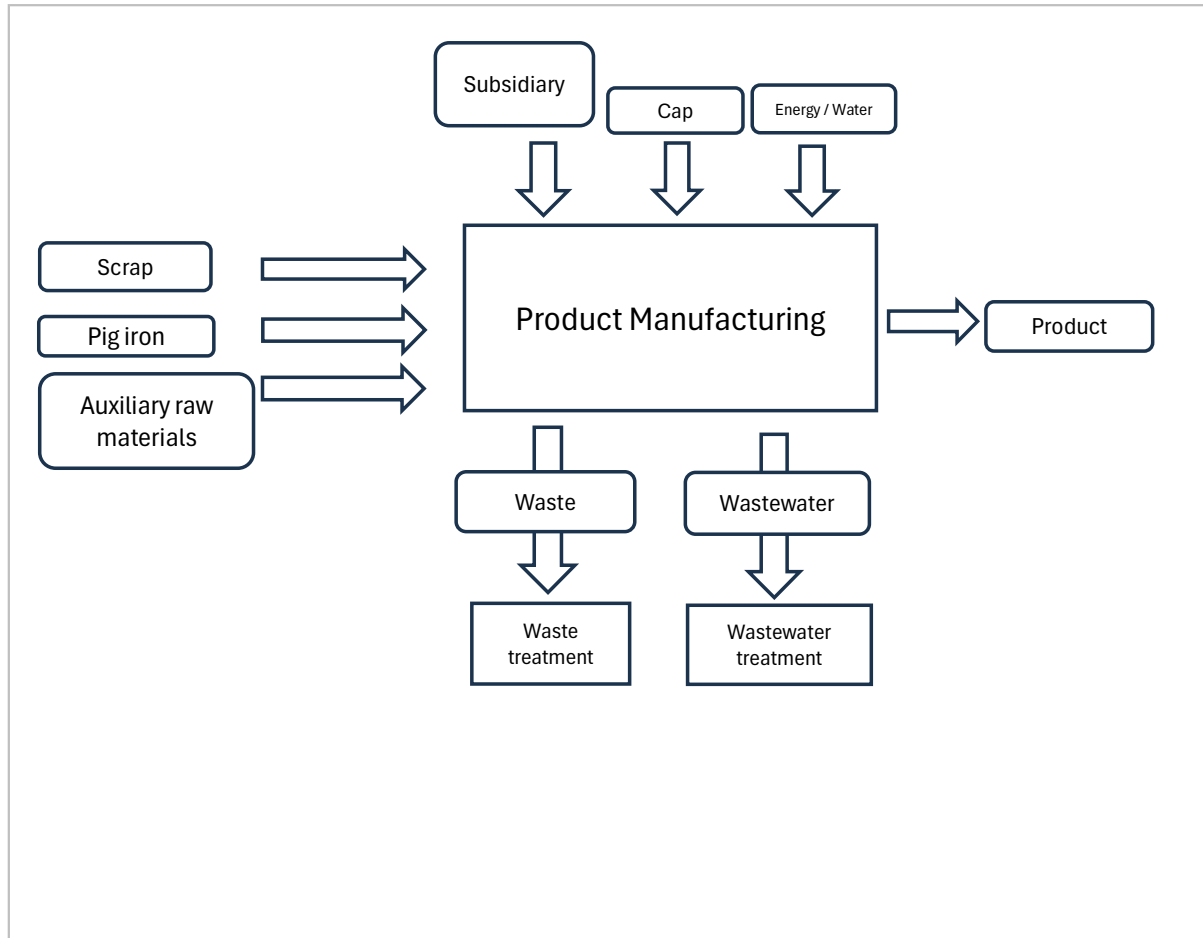 Subsidiary
Cap
Energy / Water
Scrap
Pig iron
Auxiliary raw
materials
Product Manufacturing
Product
Waste
Wastewater
Waste
treatment
Wastewater
treatment